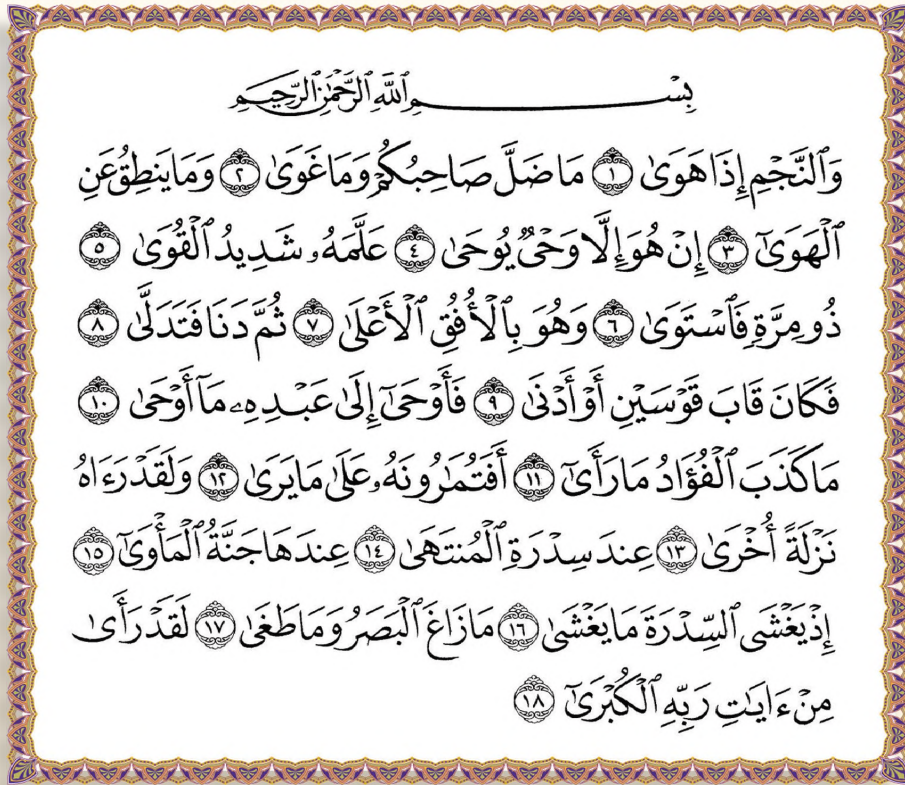 بِسْمِ ٱللَّهِ ٱلرَّحْمَٰنِ ٱلرَّحِيمِ
وَٱلنَّجْمِ إِذَا هَوَىٰ ١ مَا ضَلَّ صَاحِبُكُمْ وَمَا غَوَىٰ ٢ وَمَا يَنطِقُ عَنِ
ٱلْهَوَىٰٓ ٣ إِنْ هُوَ إِلَّا وَحْىٌ يُوحَىٰ ٤ عَلَّمَهُۥ شَدِيدُ ٱلْقُوَىٰ ٥
ذُو مِرَّةٍ فَٱسْتَوَىٰ ٦ وَهُوَ بِٱلْأُفُقِ ٱلْأَعْلَىٰ ٧ ثُمَّ دَنَا فَتَدَلَّىٰ ٨
فَكَانَ قَابَ قَوْسَيْنِ أَوْ أَدْنَىٰ ٩ فَأَوْحَىٰٓ إِلَىٰ عَبْدِهِۦ مَآ أَوْحَىٰ ١٠
مَا كَذَبَ ٱلْفُؤَادُ مَا رَأَىٰٓ ١١ أَفَتُمَٰرُونَهُۥ عَلَىٰ مَا يَرَىٰ ١٢ وَلَقَدْ رَءَاهُ
نَزْلَةً أُخْرَىٰ ١٣ عِندَ سِدْرَةِ ٱلْمُنتَهَىٰ ١٤ عِندَهَا جَنَّةُ ٱلْمَأْوَىٰٓ ١٥
إِذْ يَغْشَى ٱلسِّدْرَةَ مَا يَغْشَىٰ ١٦ مَا زَاغَ ٱلْبَصَرُ وَمَا طَغَىٰ ١٧ لَقَدْ رَأَىٰ
مِنْ ءَايَٰتِ رَبِّهِ ٱلْكُبْرَىٰٓ ١٨